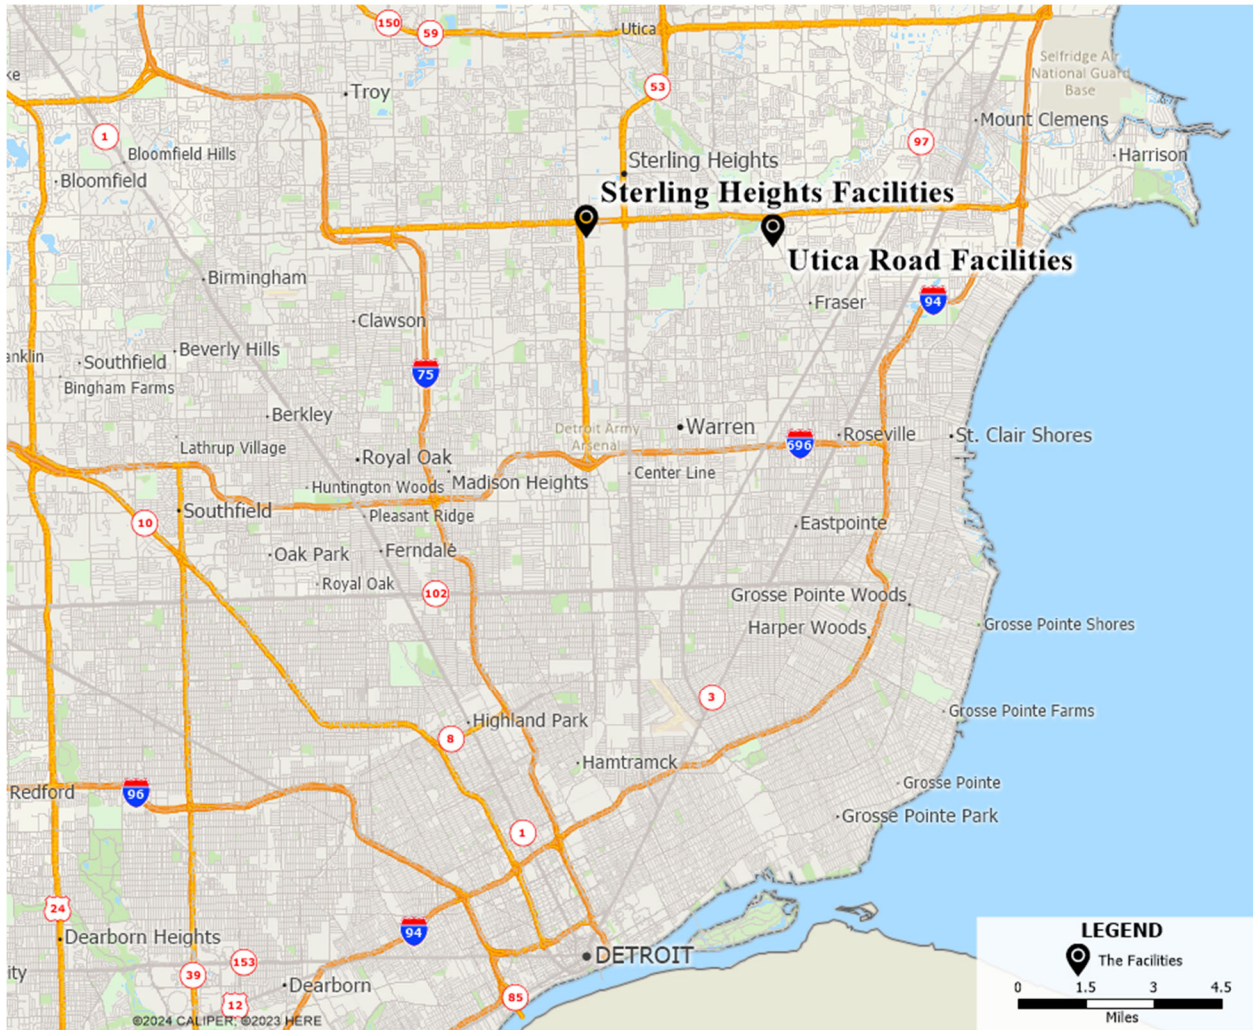 150
59
Utica
Selfridge Air
National Guard
Base
ke
Troy
53
Mount Clemens
1
97
Bloomfield Hills
Sterling Heights
Harrison
Bloomfield
Sterling Heights Facilities
Utica Road Facilities
Birmingham
94
Fraser
Clawson
anklin
Southfield
Beverly Hills
75
Bingham Farms
Berkley
Detroit Army
Arsenal
Warren
Roseville
St. Clair Shores
Lathrup Village
696
Royal Oak
Center Line
Huntington Woods
Madison Heights
Southfield
10
Pleasant Ridge
Eastpointe
Oak Park
Ferndale
Royal Oak
102
Grosse Pointe Woods
Harper Woods
Grosse Pointe Shores
3
Highland Park
Grosse Pointe Farms
8
Hamtramck
Redford
96
Grosse Pointe
1
Grosse Pointe Park
24
94
Dearborn Heights
DETROIT
153
ity
39
Dearborn
12
85
©2024 CALIPER; ©2023 HERE
LEGEND
The Facilities
0 1.5 3 4.5
Miles